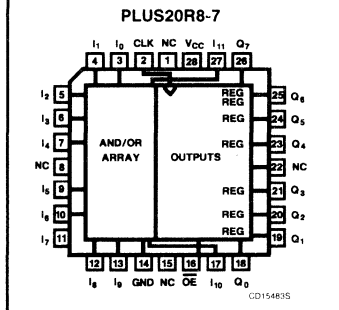 PLUS20R8-7
I1 I0 CLK NC VCC I11 Q7
4 3 2 1 28 27 26
I2 5 REG 25 Q6
REG
I3 6 24 Q5
REG
I4 7 AND/OR ARRAY OUTPUTS REG 23 Q4
NC 8 22 NC
I5 9 REG 21 Q3
I6 10 REG 20 Q2
I7 11 REG 19 Q1
12 13 14 15 16 17 18
I8 I9 GND NC OE I10 Q0
CD15483S